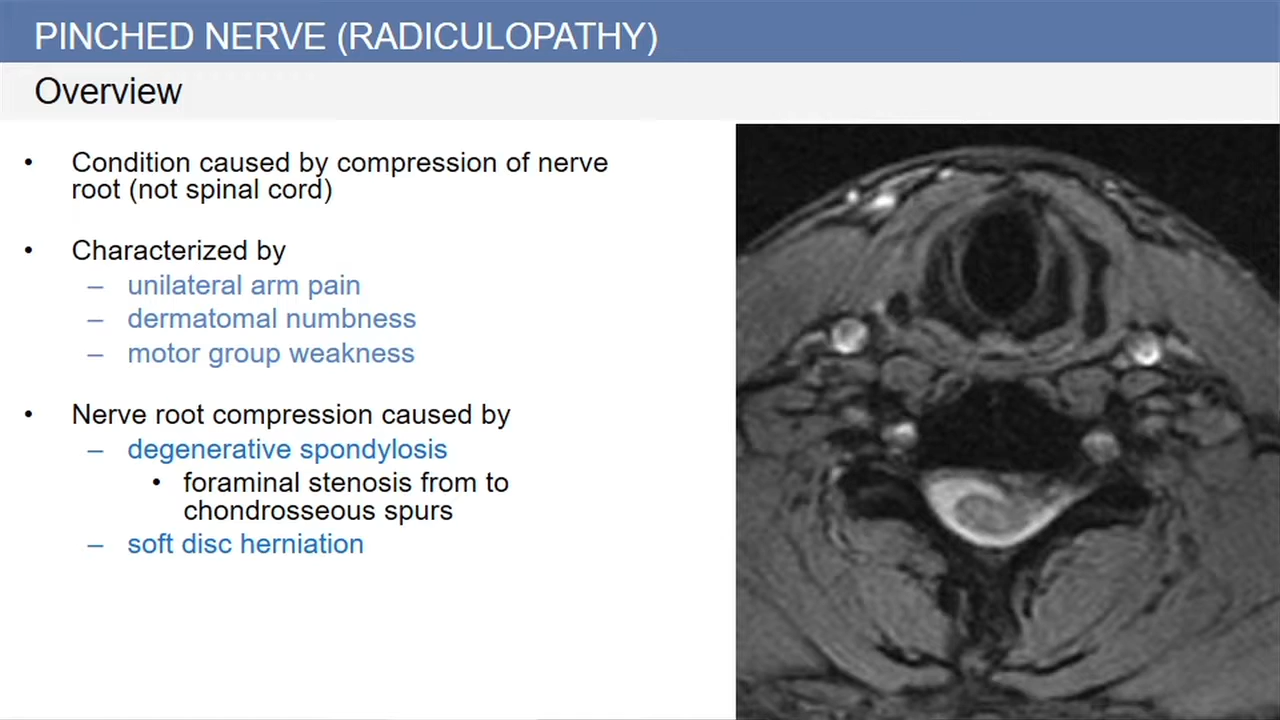 PINCHED NERVE (RADICULOPATHY)
Overview
• Condition caused by compression of nerve
root (not spinal cord)
• Characterized by
– unilateral arm pain
– dermatomal numbness
– motor group weakness
• Nerve root compression caused by
– degenerative spondylosis
• foraminal stenosis from to
chondrosseous spurs
– soft disc herniation